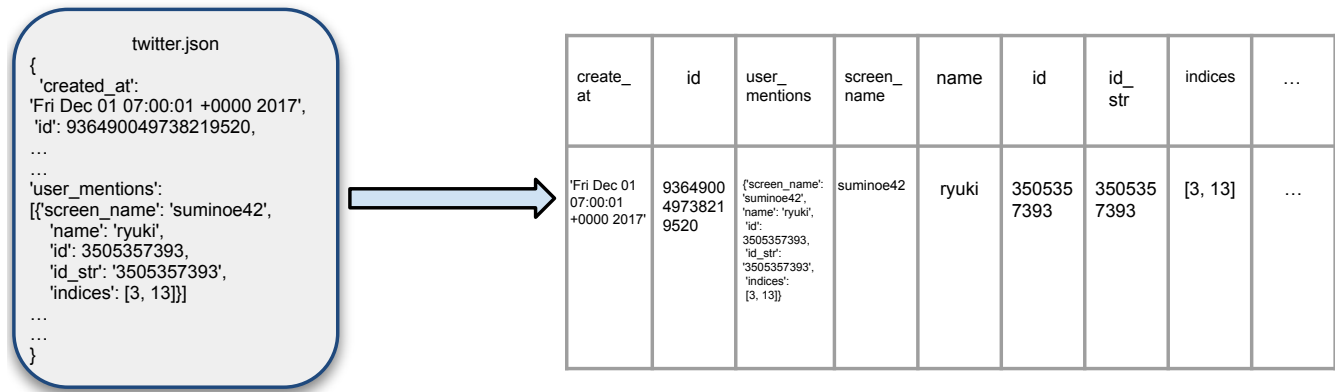 twitter.json
{
'created_at':
'Fri Dec 01 07:00:01 +0000 2017',
'id': 936490049738219520,
…
…
'user_mentions':
[{'screen_name': 'suminoe42',
'name': 'ryuki',
'id': 3505357393,
'id_str': '3505357393',
'indices': [3, 13]}]
…
…
}
create_
at
id
user_
mentions
screen_
name
name
id
id_
str
indices
…
'Fri Dec 01
07:00:01
+0000 2017'
9364900
4973821
9520
{'screen_name':
'suminoe42',
'name': 'ryuki',
'id':
3505357393,
'id_str':
'3505357393',
'indices':
[3, 13]}
suminoe42
ryuki
350535
7393
350535
7393
[3, 13]
…